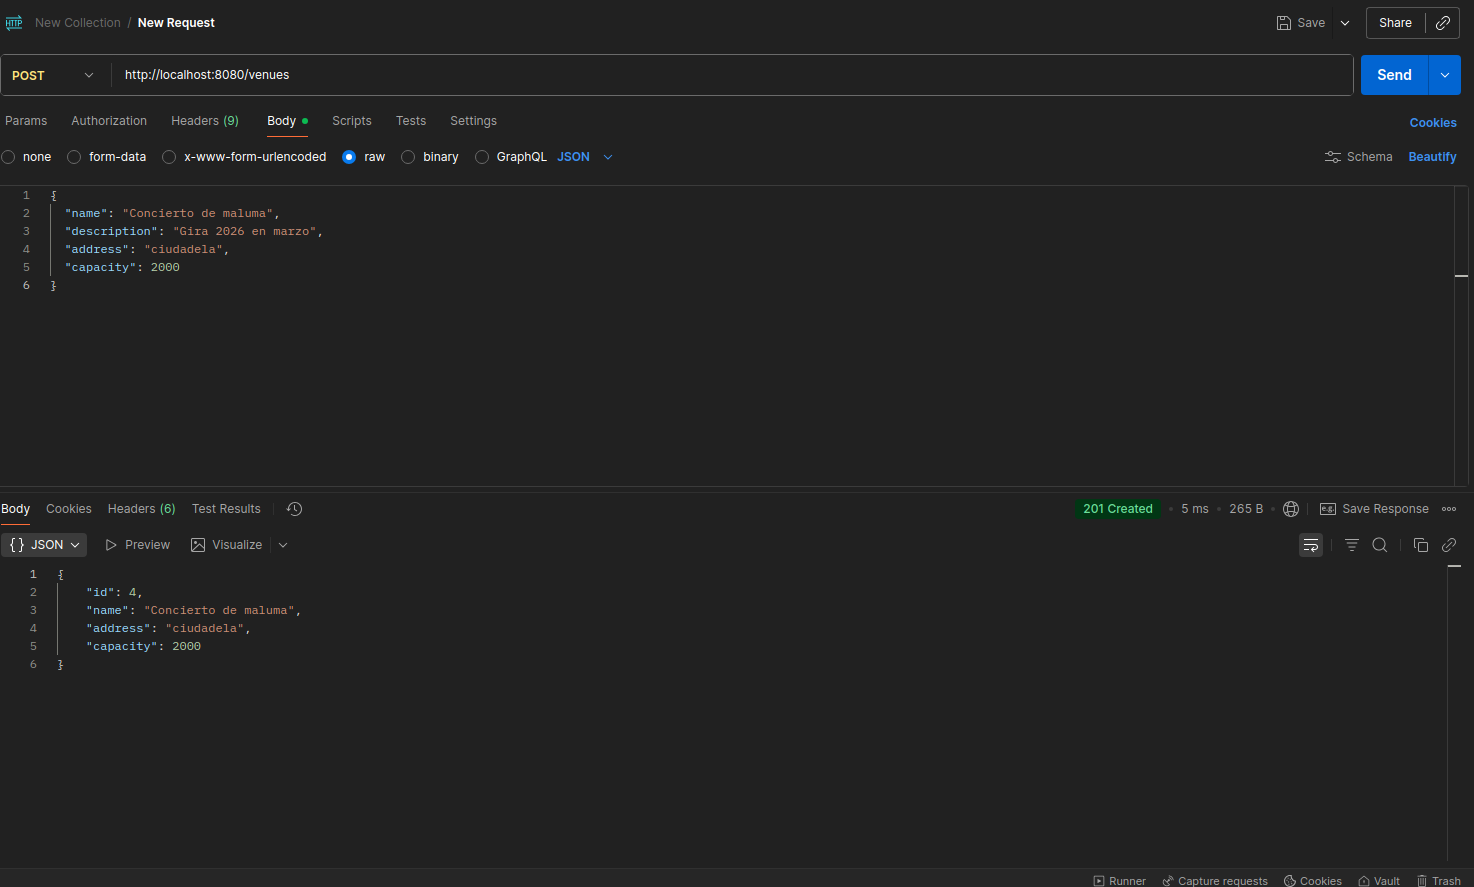 HTTP New Collection / New Request Save Share
POST http://localhost:8080/venues Send
Params Authorization Headers (9) Body Scripts Tests Settings Cookies
none form-data x-www-form-urlencoded raw binary GraphQL JSON Schema Beautify
1 {
2 "name": "Concierto de maluma",
3 "description": "Gira 2026 en marzo",
4 "address": "ciudadela",
5 "capacity": 2000
6 }
Body Cookies Headers (6) Test Results 201 Created • 5 ms • 265 B e.g. Save Response
{} JSON Preview Visualize
1 {
2 "id": 4,
3 "name": "Concierto de maluma",
4 "address": "ciudadela",
5 "capacity": 2000
6 }
Runner Capture requests Cookies Vault Trash